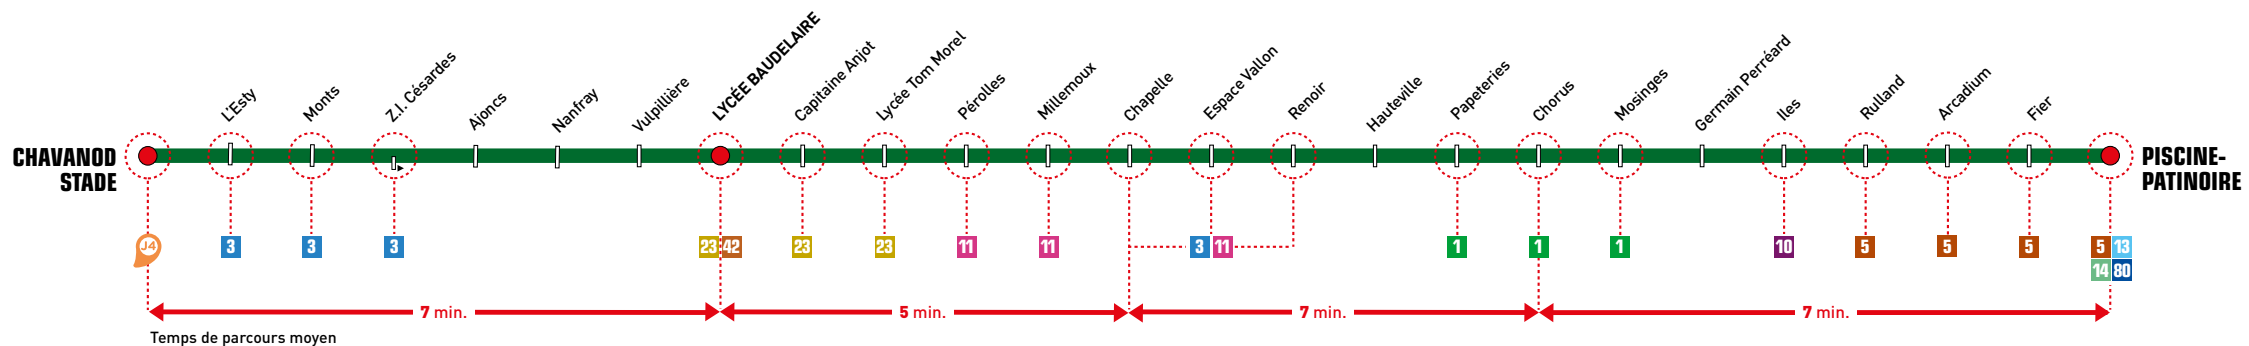 CHAVANOD
STADE
L'Esty
Monts
Z.I. Césardes
Ajoncs
Nanfray
Vulpillière
LYCÉE BAUDELAIRE
Capitaine Anjot
Lycée Tom Morel
Pérolles
Millemoux
Chapelle
Espace Vallon
Renoir
Hauteville
Papeteries
Chorus
Mosinges
Germain Perréard
Iles
Rulland
Arcadium
Fier
PISCINE-
PATINOIRE
J4
3
3
3
23 42
23
23
11
11
3 11
1
1
1
10
5
5
5
5 13
14 80
7 min.
5 min.
7 min.
7 min.
Temps de parcours moyen